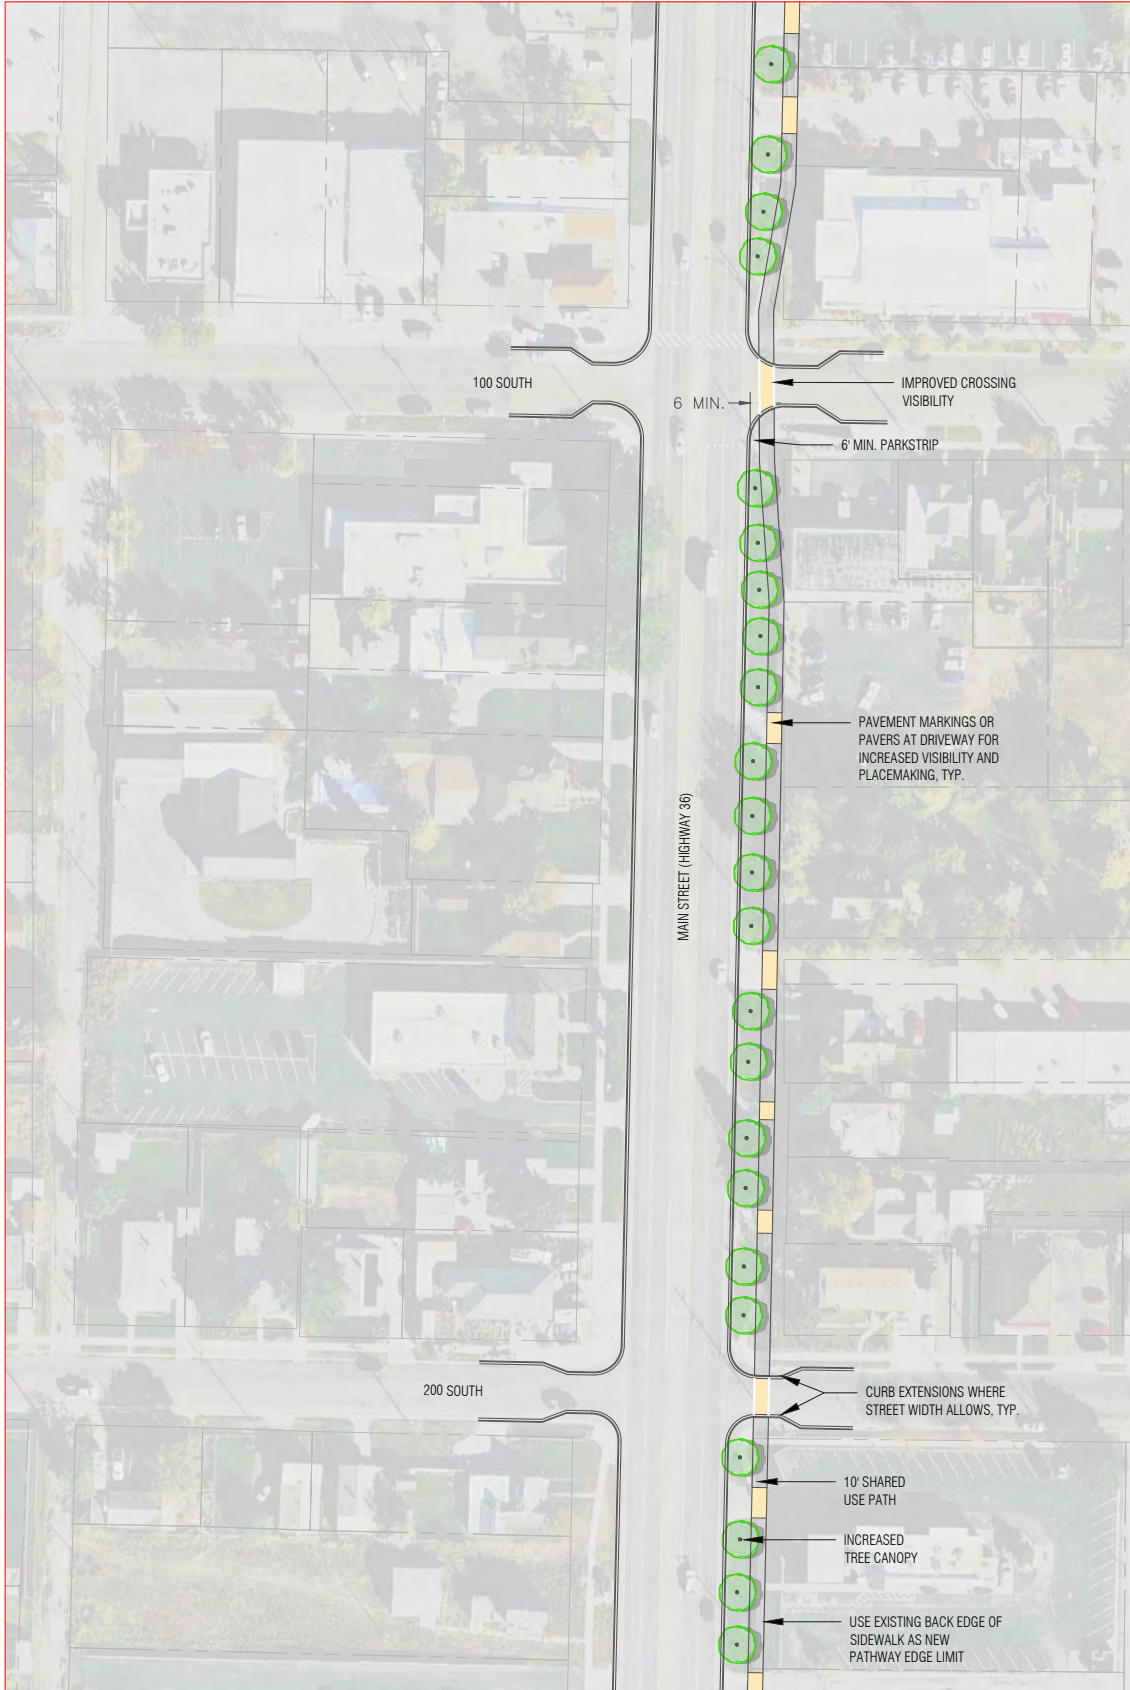 100 SOUTH
IMPROVED CROSSING
VISIBILITY
6 MIN.
6' MIN. PARKSTRIP
PAVEMENT MARKINGS OR
PAVERS AT DRIVEWAY FOR
INCREASED VISIBILITY AND
PLACEMAKING, TYP.
MAIN STREET (HIGHWAY 36)
200 SOUTH
CURB EXTENSIONS WHERE
STREET WIDTH ALLOWS, TYP.
10' SHARED
USE PATH
INCREASED
TREE CANOPY
USE EXISTING BACK EDGE OF
SIDEWALK AS NEW
PATHWAY EDGE LIMIT